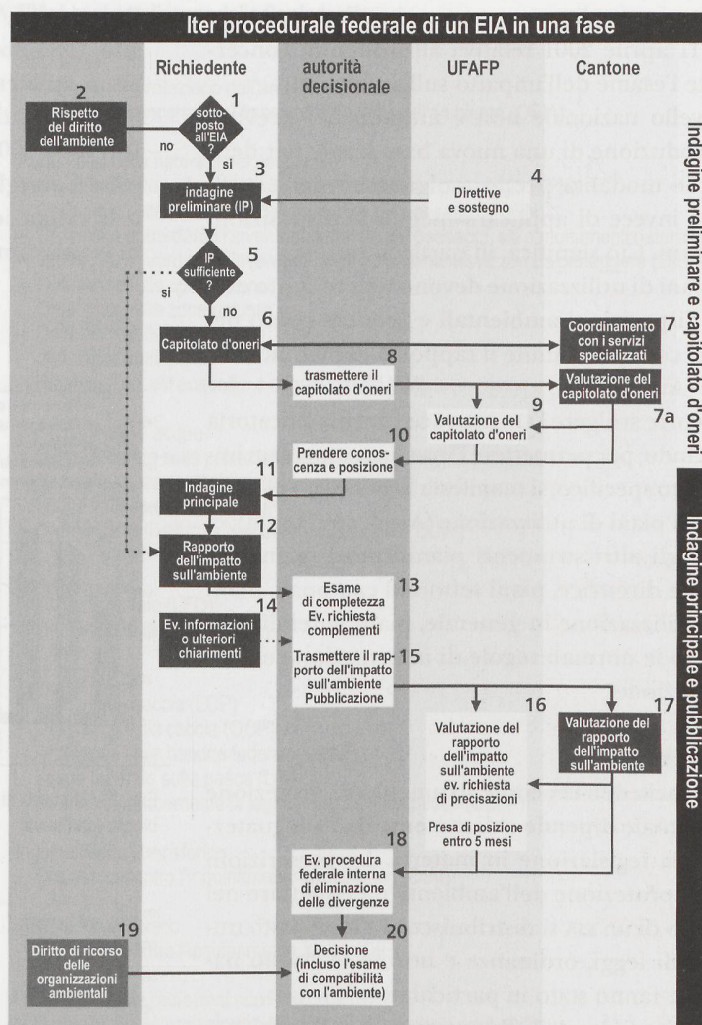 Iter procedurale federale di un EIA in una fase
Richiedente
autorità
decisionale
UFAFP
Cantone
2
Rispetto
del diritto
dell'ambiente
1
sotto-
posto
all'EIA
?
no
si
3
indagine
preliminare (IP)
4
Direttive
e sostegno
5
IP
sufficiente
?
si
no
6
Capitolato d'oneri
7
Coordinamento
con i servizi
specializzati
8
trasmettere il
capitolato d'oneri
Valutazione del
capitolato d'oneri
7a
9
Valutazione del
capitolato d'oneri
10
Prendere conos-
cenza e posizione
11
Indagine
principale
12
Rapporto
dell'impatto
sull'ambiente
13
Esame
di completezza
Ev. richiesta
complementi
14
Ev. informazioni
o ulteriori
chiarimenti
15
Trasmettere il rap-
porto dell'impatto
sull'ambiente
Pubblicazione
16
Valutazione del
rapporto
dell'impatto
sull'ambiente
ev. richiesta
di precisazioni
Presa di posizione
entro 5 mesi
17
Valutazione del
rapporto
dell'impatto
sull'ambiente
18
Ev. procedura
federale interna
di eliminazione
delle divergenze
19
Diritto di ricorso
delle
organizzazioni
ambientali
20
Decisione
(incluso l'esame
di compatibilità
con l'ambiente)
Indagine preliminare e capitolato d'oneri
Indagine principale e pubblicazione